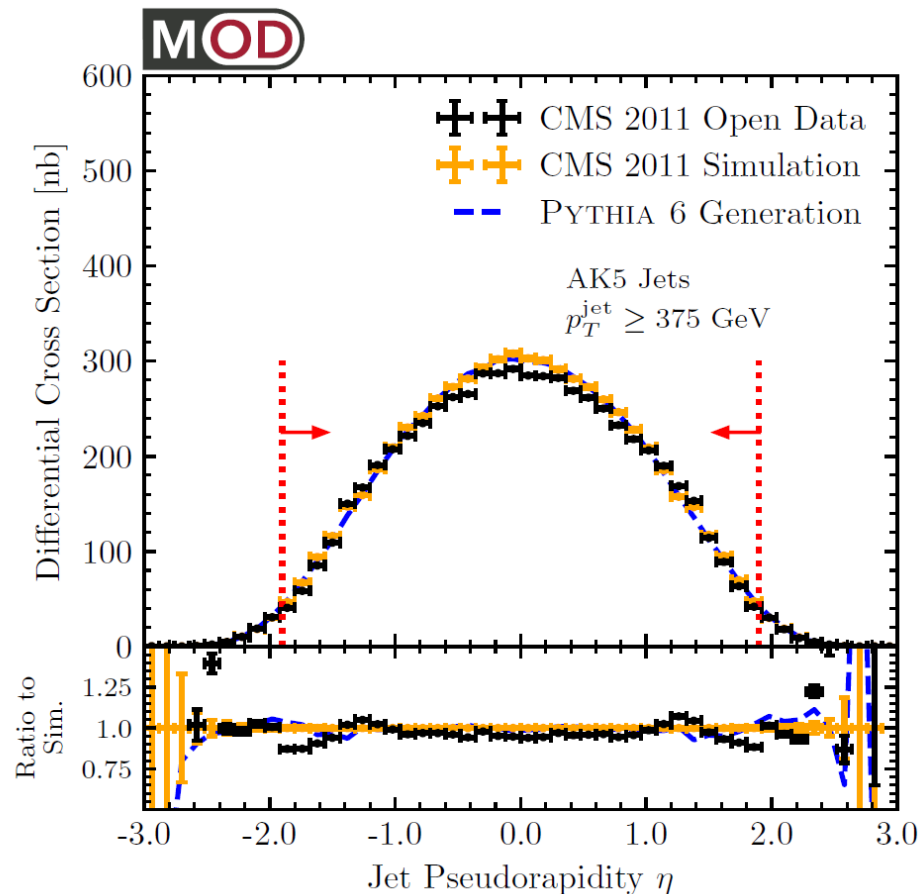 MOD
600
500
400
300
200
100
0
Differential Cross Section [nb]
CMS 2011 Open Data
CMS 2011 Simulation
PYTHIA 6 Generation
AK5 Jets
p_T^jet ≥ 375 GeV
1.25
1.0
0.75
Ratio to
Sim.
-3.0 -2.0 -1.0 0.0 1.0 2.0 3.0
Jet Pseudorapidity η